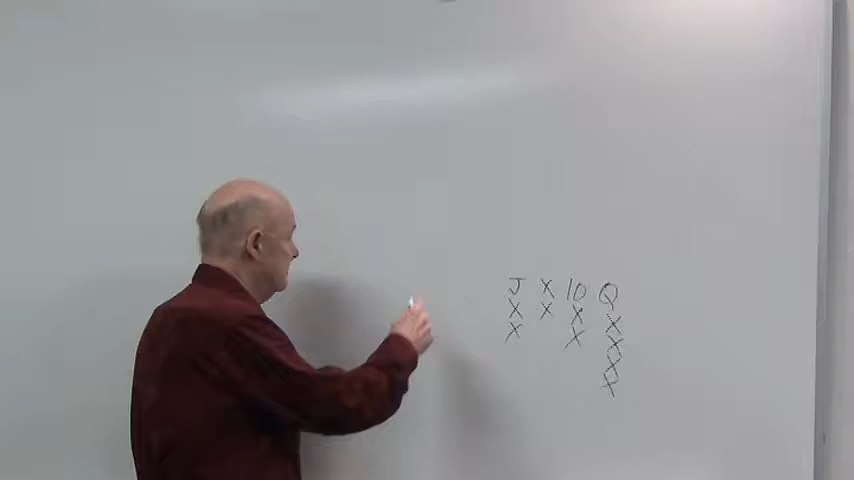 J X 10 Q
X X X X
X X X
X
X